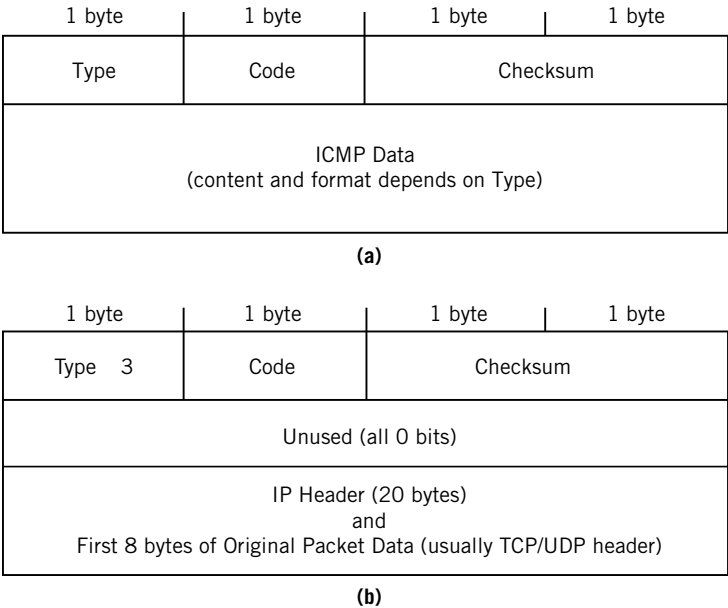 1 byte 1 byte 1 byte 1 byte
Type Code Checksum
ICMP Data
(content and format depends on Type)
(a)
1 byte 1 byte 1 byte 1 byte
Type 3 Code Checksum
Unused (all 0 bits)
IP Header (20 bytes)
and
First 8 bytes of Original Packet Data (usually TCP/UDP header)
(b)